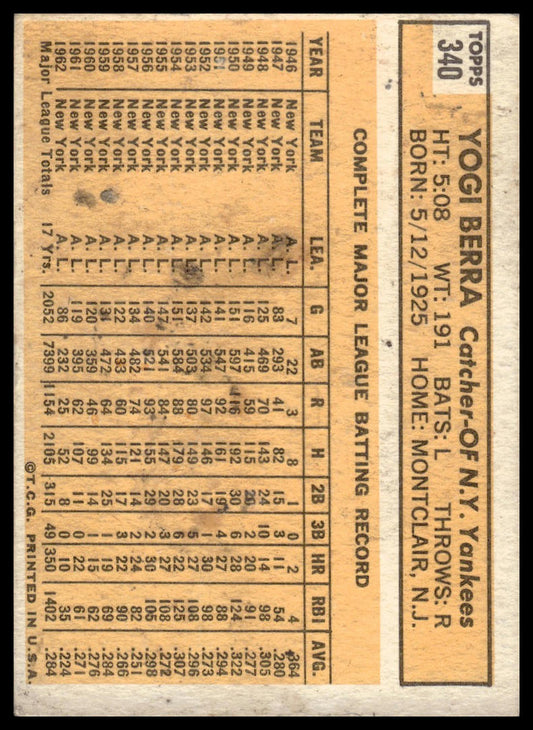 TOPPS
340
YOGI BERRA Catcher-OF N.Y. Yankees
HT: 5:08 WT: 191 BATS: L THROWS: R
BORN: 5/12/1925 HOME: MONTCLAIR, N.J.
COMPLETE MAJOR LEAGUE BATTING RECORD
YEAR TEAM LEA. G AB R H 2B 3B HR RBI AVG.
1946 New York A. L. 7 22 3 8 1 0 2 4 .364
1947 New York A. L. 83 293 41 82 15 3 11 54 .280
1948 New York A. L. 125 469 70 143 24 10 14 98 .305
1949 New York A. L. 116 415 59 115 20 2 20 91 .277
1950 New York A. L. 151 597 116 192 30 6 28 124 .322
1951 New York A. L. 141 547 92 161 19 4 27 88 .294
1952 New York A. L. 142 534 97 146 17 1 30 98 .273
1953 New York A. L. 137 503 80 149 23 5 27 108 .296
1954 New York A. L. 151 584 88 179 28 6 22 125 .307
1955 New York A. L. 147 541 84 147 20 3 27 108 .272
1956 New York A. L. 140 521 93 155 29 2 30 105 .298
1957 New York A. L. 134 482 74 121 14 2 24 82 .251
1958 New York A. L. 122 433 60 115 17 3 22 90 .266
1959 New York A. L. 131 472 64 134 25 1 19 69 .284
1960 New York A. L. 120 359 46 99 14 1 15 62 .276
1961 New York A. L. 119 395 62 107 11 0 22 61 .271
1962 New York A. L. 86 232 25 52 8 0 10 35 .224
Major League Totals 17 Yrs. 2052 7399 1154 2105 315 49 350 1402 .284
©T.C.G. PRINTED IN U.S.A.